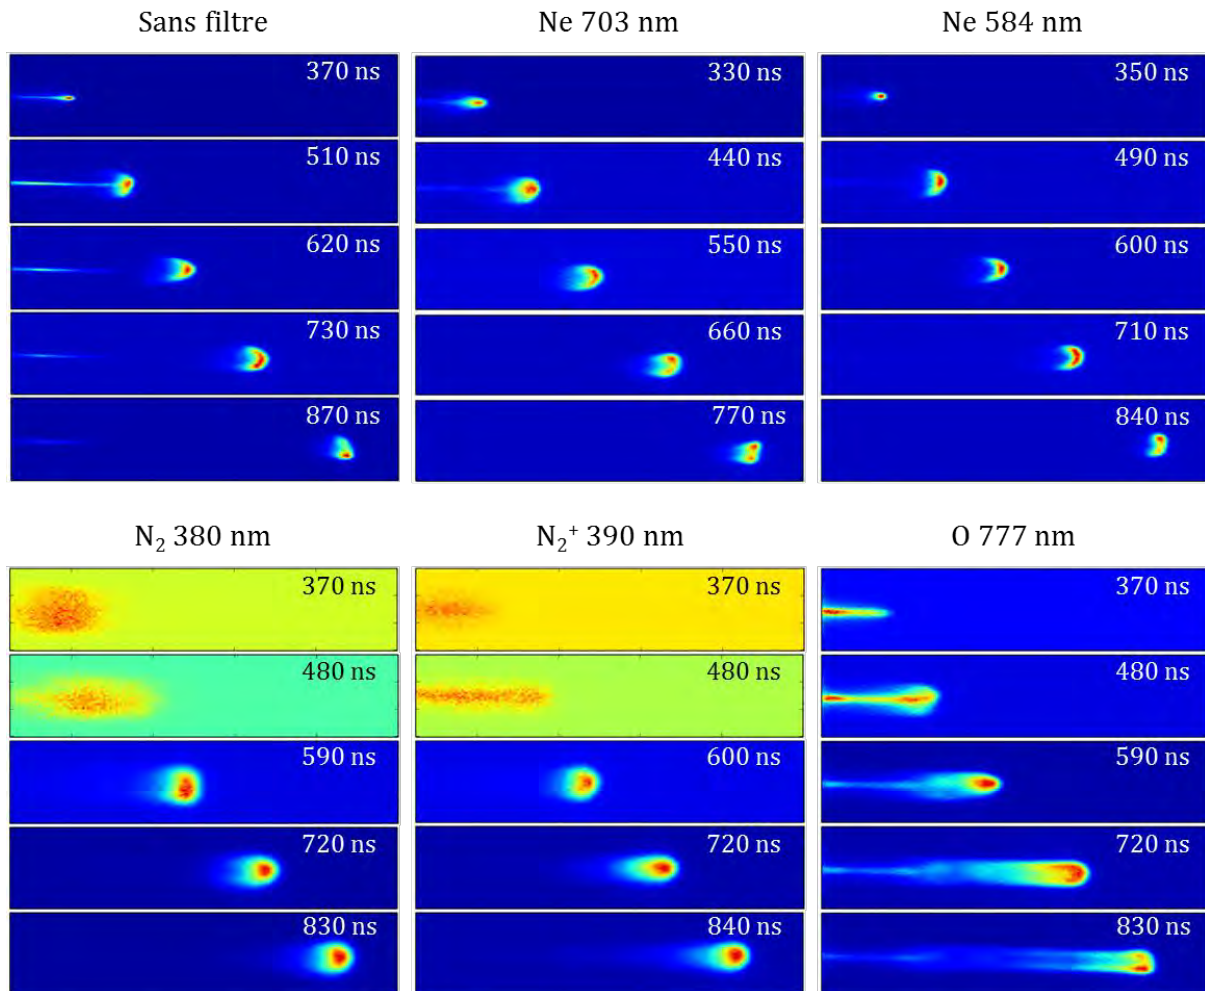 Sans filtre
Ne 703 nm
Ne 584 nm
370 ns
330 ns
350 ns
510 ns
440 ns
490 ns
620 ns
550 ns
600 ns
730 ns
660 ns
710 ns
870 ns
770 ns
840 ns
N₂ 380 nm
N₂⁺ 390 nm
O 777 nm
370 ns
370 ns
370 ns
480 ns
480 ns
480 ns
590 ns
600 ns
590 ns
720 ns
720 ns
720 ns
830 ns
840 ns
830 ns